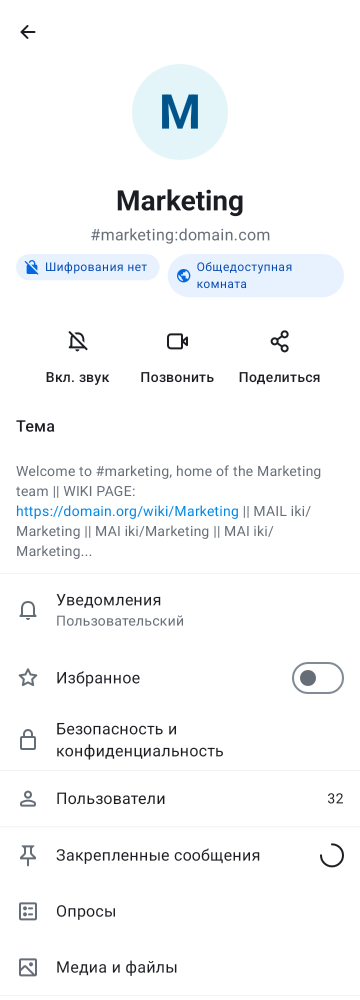 M
Marketing
#marketing:domain.com
Шифрования нет
Общедоступная
комната
Вкл. звук
Позвонить
Поделиться
Тема
Welcome to #marketing, home of the Marketing
team || WIKI PAGE:
https://domain.org/wiki/Marketing || MAIL iki/
Marketing || MAI iki/Marketing || MAI iki/
Marketing...
Уведомления
Пользовательский
Избранное
Безопасность и
конфиденциальность
Пользователи 32
Закрепленные сообщения
Опросы
Медиа и файлы